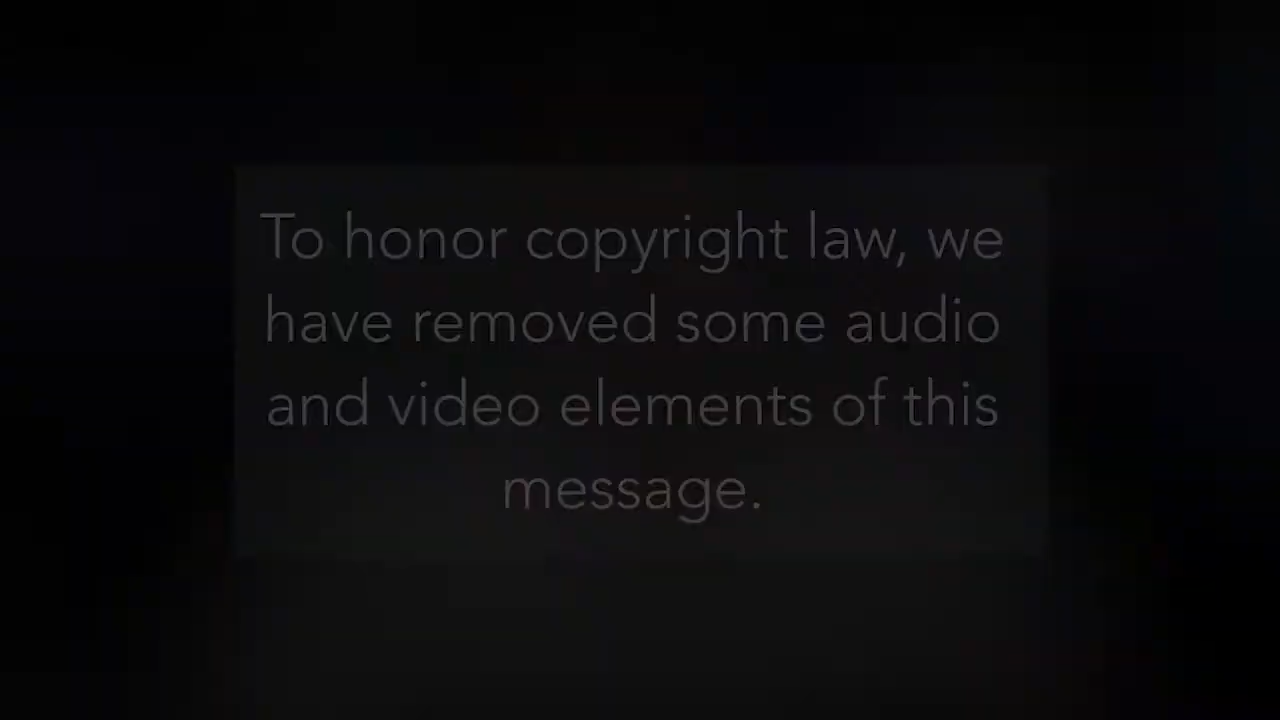 To honor copyright law, we
have removed some audio
and video elements of this
message.